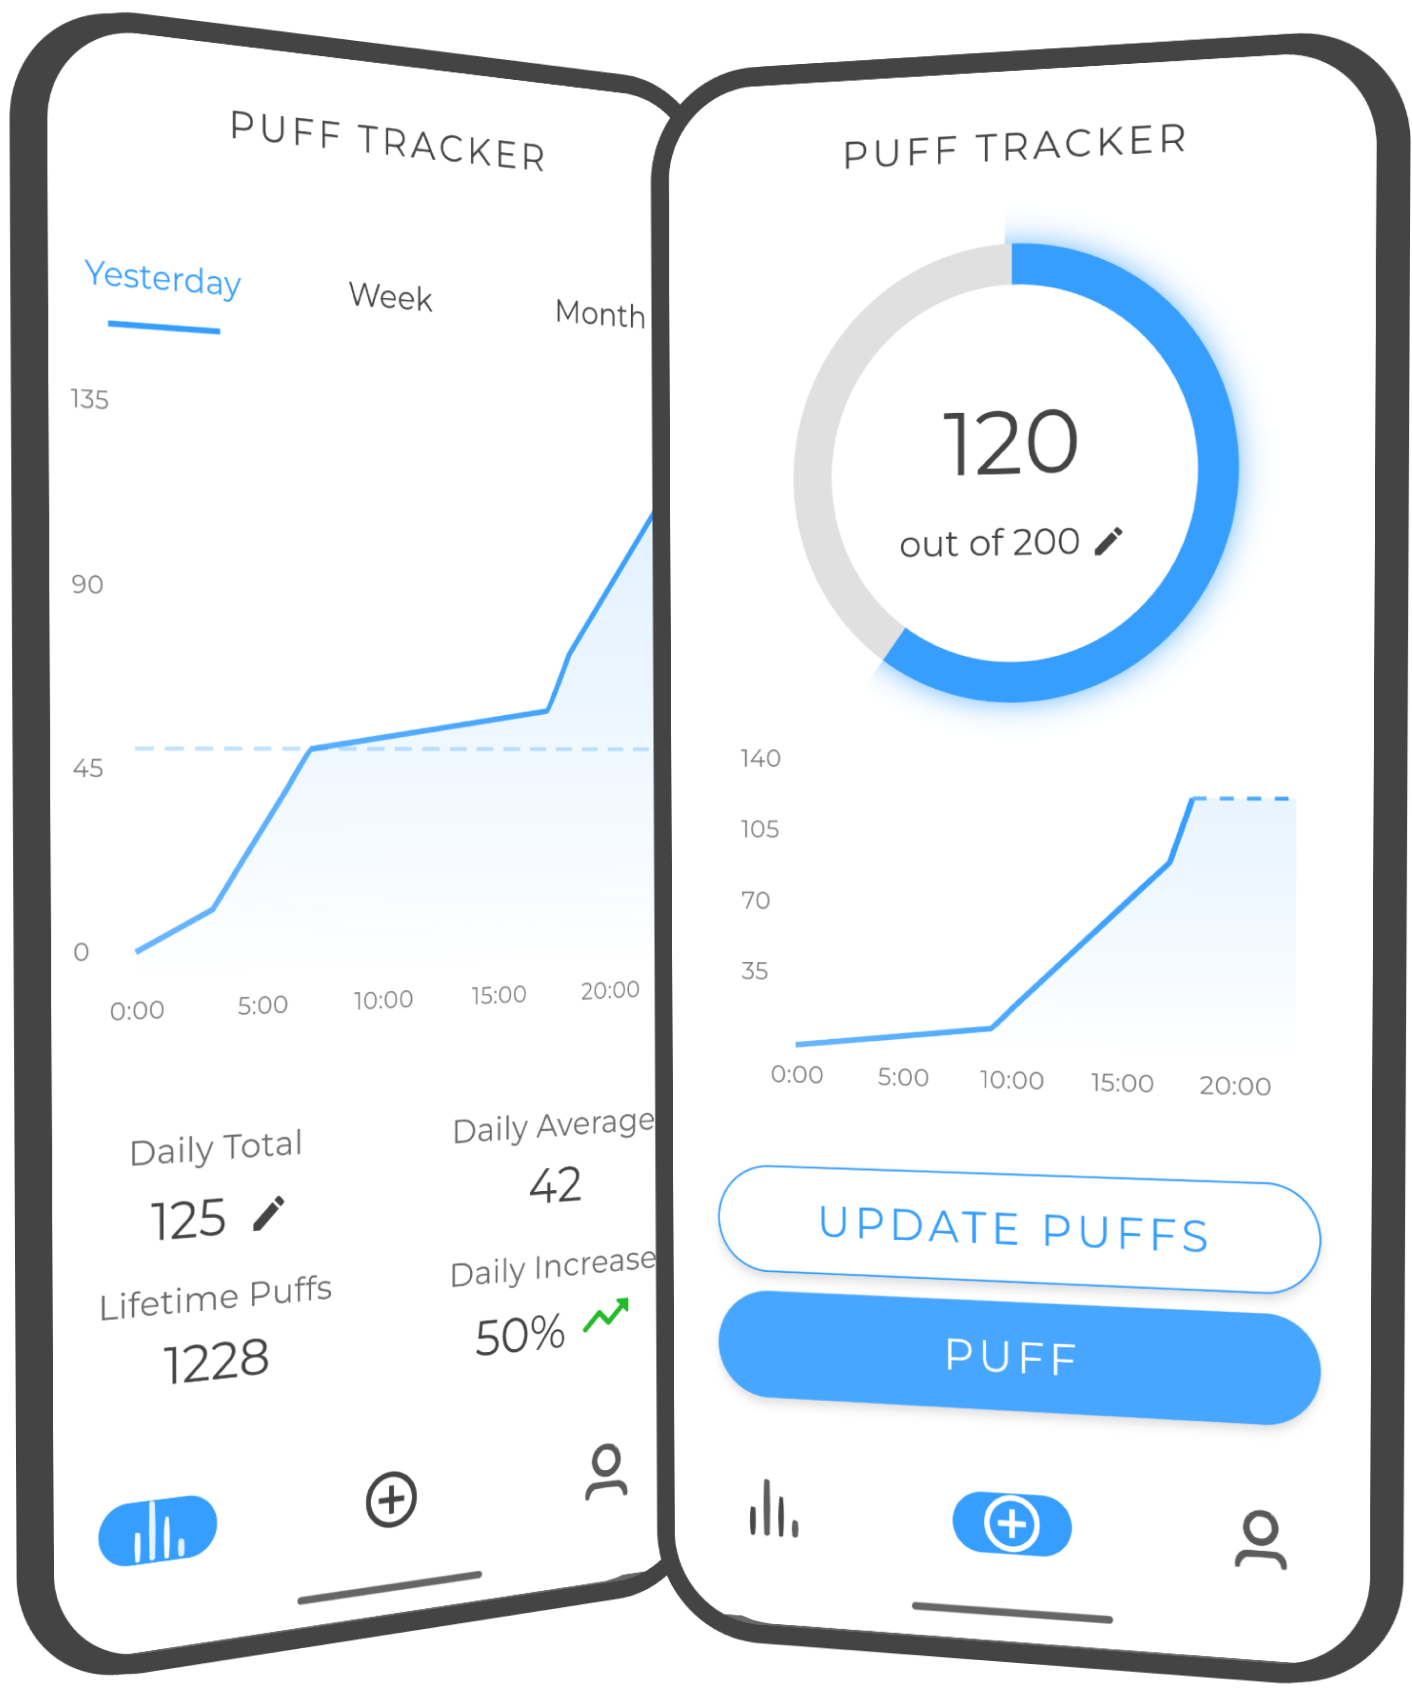 PUFF TRACKER
Yesterday Week Month
135
90
45
0
0:00 5:00 10:00 15:00 20:00
Daily Total Daily Average
125 42
Lifetime Puffs Daily Increase
1228 50%
PUFF TRACKER
120
out of 200
140
105
70
35
0:00 5:00 10:00 15:00 20:00
UPDATE PUFFS
PUFF